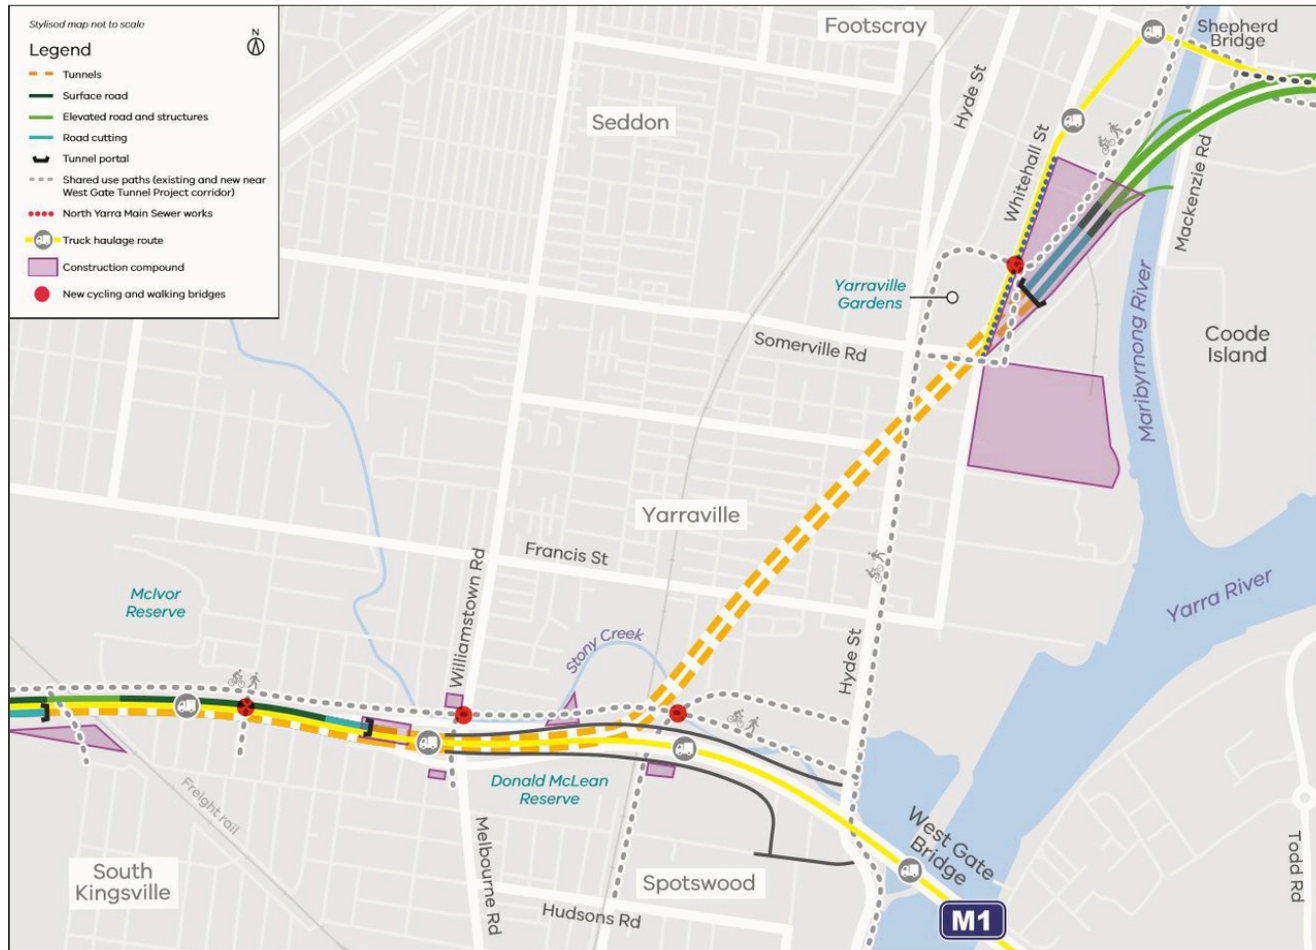 Stylised map not to scale
Legend
N
Tunnels
Surface road
Elevated road and structures
Road cutting
Tunnel portal
Shared use paths (existing and new near
West Gate Tunnel Project corridor)
North Yarra Main Sewer works
Truck haulage route
Construction compound
New cycling and walking bridges
Footscray
Shepherd
Bridge
Hyde St
Seddon
Whitehall St
Mackenzie Rd
Yarraville
Gardens
Somerville Rd
Maribyrnong River
Coode
Island
Yarraville
Francis St
McIvor
Reserve
Williamstown Rd
Stony Creek
Hyde St
Yarra River
Freight rail
Donald McLean
Reserve
South
Kingsville
Melbourne Rd
Spotswood
Hudsons Rd
West Gate
Bridge
M1
Todd Rd